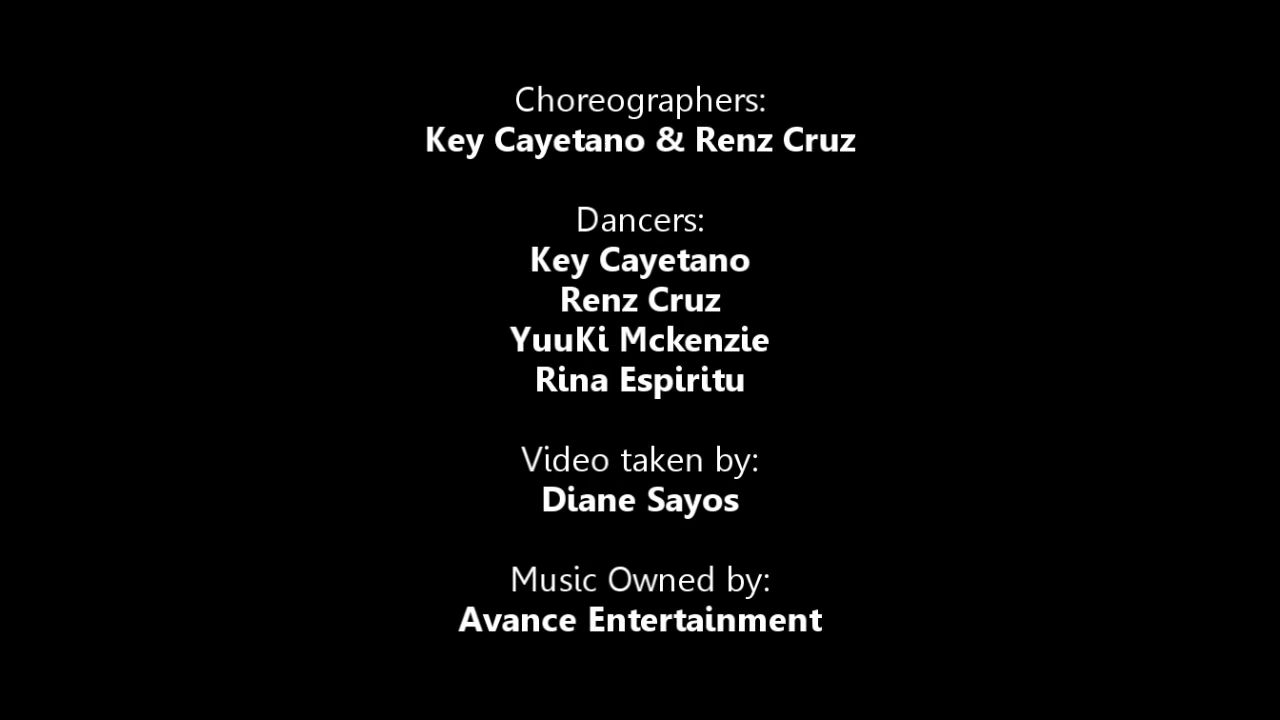 Choreographers:
Key Cayetano & Renz Cruz
Dancers:
Key Cayetano
Renz Cruz
YuuKi Mckenzie
Rina Espiritu
Video taken by:
Diane Sayos
Music Owned by:
Avance Entertainment